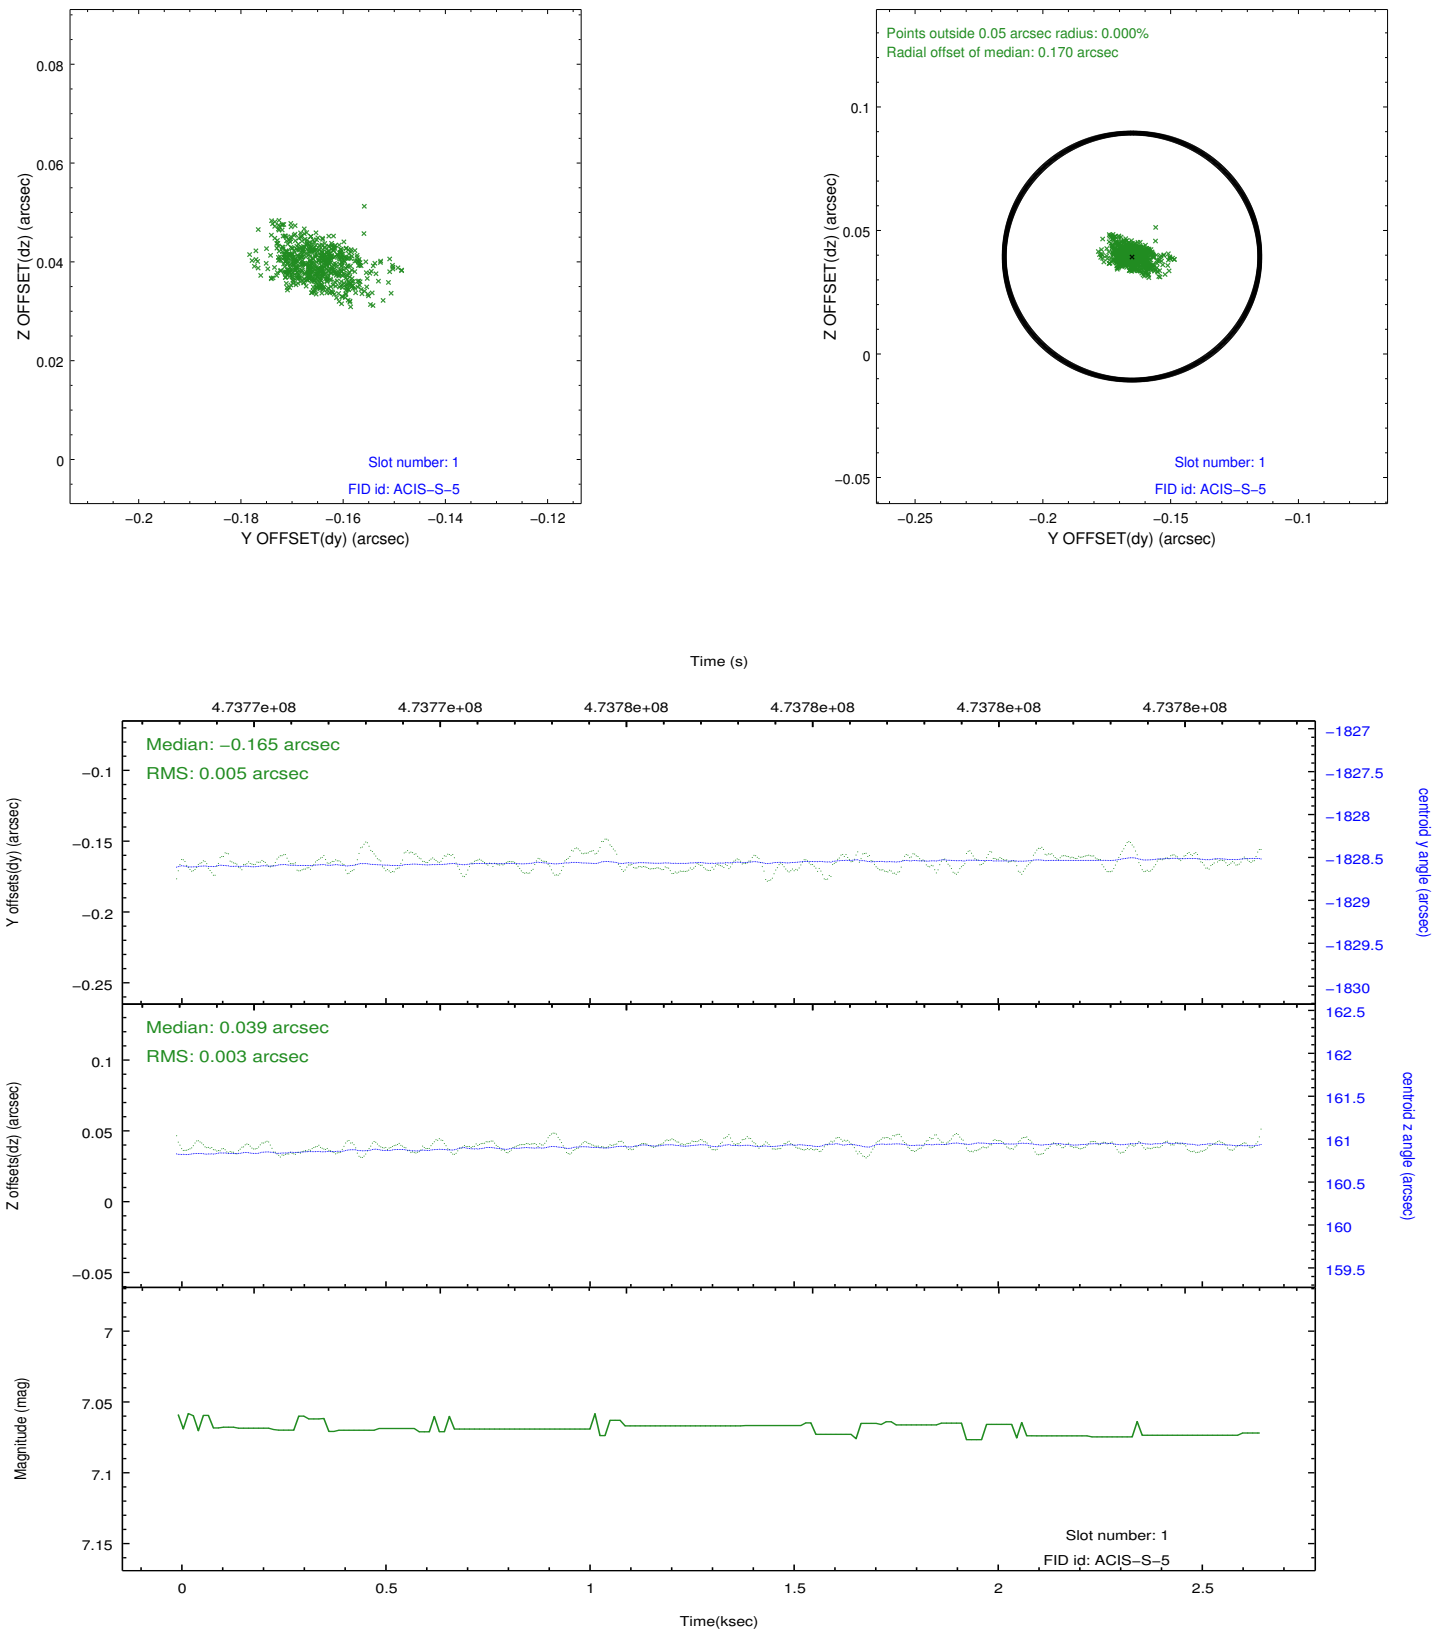 0.08
0.06
0.04
0.02
0
Z OFFSET(dz) (arcsec)
Slot number: 1
FID id: ACIS−S−5
−0.2
−0.18
−0.16
−0.14
−0.12
Y OFFSET(dy) (arcsec)
Points outside 0.05 arcsec radius: 0.000%
Radial offset of median: 0.170 arcsec
0.1
0.05
0
−0.05
Z OFFSET(dz) (arcsec)
Slot number: 1
FID id: ACIS−S−5
−0.25
−0.2
−0.15
−0.1
Y OFFSET(dy) (arcsec)
Time (s)
4.7377e+08
4.7377e+08
4.7378e+08
4.7378e+08
4.7378e+08
4.7378e+08
Median: −0.165 arcsec
RMS: 0.005 arcsec
−0.1
−0.15
−0.2
−0.25
Y offsets(dy) (arcsec)
−1827
−1827.5
−1828
−1828.5
−1829
−1829.5
−1830
centroid y angle (arcsec)
Median: 0.039 arcsec
RMS: 0.003 arcsec
0.1
0.05
0
−0.05
Z offsets(dz) (arcsec)
162.5
162
161.5
161
160.5
160
159.5
centroid z angle (arcsec)
7
7.05
7.1
7.15
Magnitude (mag)
Slot number: 1
FID id: ACIS−S−5
0
0.5
1
1.5
2
2.5
Time(ksec)